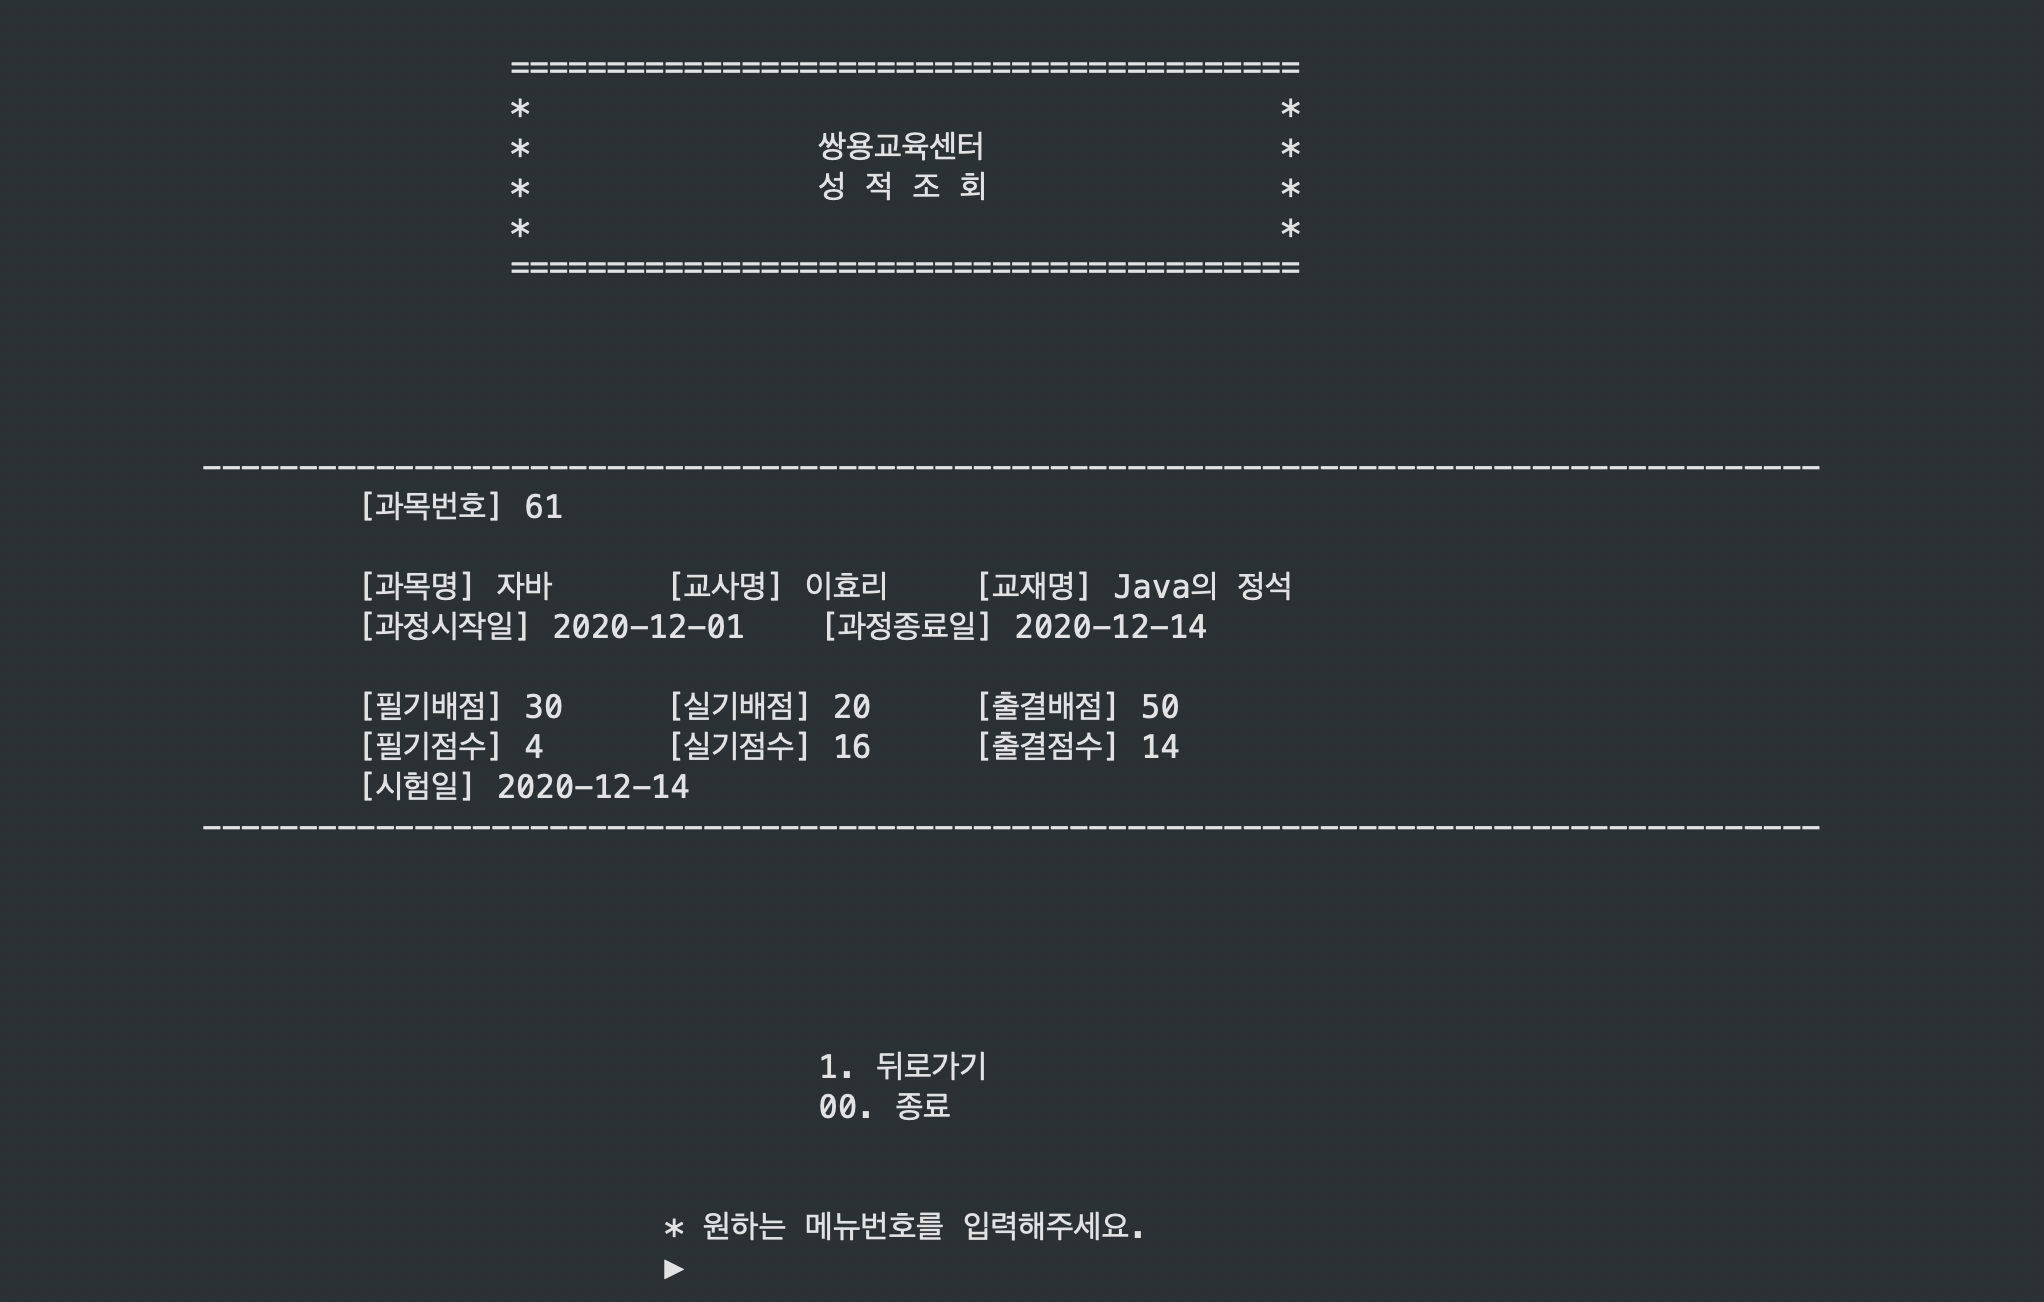 =========================================
* *
* 쌍용교육센터 *
* 성 적 조 회 *
* *
=========================================
------------------------------------------------------------------------------------
[과목번호] 61
[과목명] 자바 [교사명] 이효리 [교재명] Java의 정석
[과정시작일] 2020-12-01 [과정종료일] 2020-12-14
[필기배점] 30 [실기배점] 20 [출결배점] 50
[필기점수] 4 [실기점수] 16 [출결점수] 14
[시험일] 2020-12-14
------------------------------------------------------------------------------------
1. 뒤로가기
00. 종료
* 원하는 메뉴번호를 입력해주세요.
▶